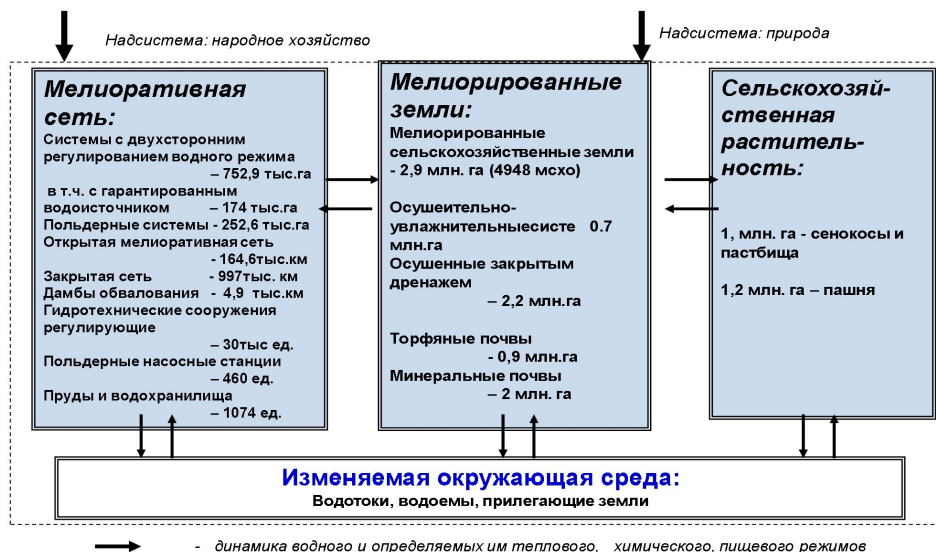 Надсистема: народное хозяйство
Надсистема: природа
Мелиоративная
сеть:
Системы с двухсторонним
регулированием водного режима
– 752,9 тыс.га
в т.ч. с гарантированным
водоисточником – 174 тыс.га
Польдерные системы - 252,6 тыс.га
Открытая мелиоративная сеть
- 164,6тыс.км
Закрытая сеть - 997тыс. км
Дамбы обвалования - 4,9 тыс.км
Гидротехнические сооружения
регулирующие
– 30тыс ед.
Польдерные насосные станции
– 460 ед.
Пруды и водохранилища
– 1074 ед.
Мелиорированные
земли:
Мелиорированные
сельскохозяйственные земли
- 2,9 млн. га (4948 мсхо)
Осушеительно-
увлажнительныесисте 0.7
млн.га
Осушенные закрытым
дренажем
– 2,2 млн.га
Торфяные почвы
- 0,9 млн.га
Минеральные почвы
– 2 млн. га
Сельскохозяй-
ственная
раститель-
ность:
1, млн. га - сенокосы и
пастбища
1,2 млн. га – пашня
Изменяемая окружающая среда:
Водотоки, водоемы, прилегающие земли
- динамика водного и определяемых им теплового, химического, пищевого режимов